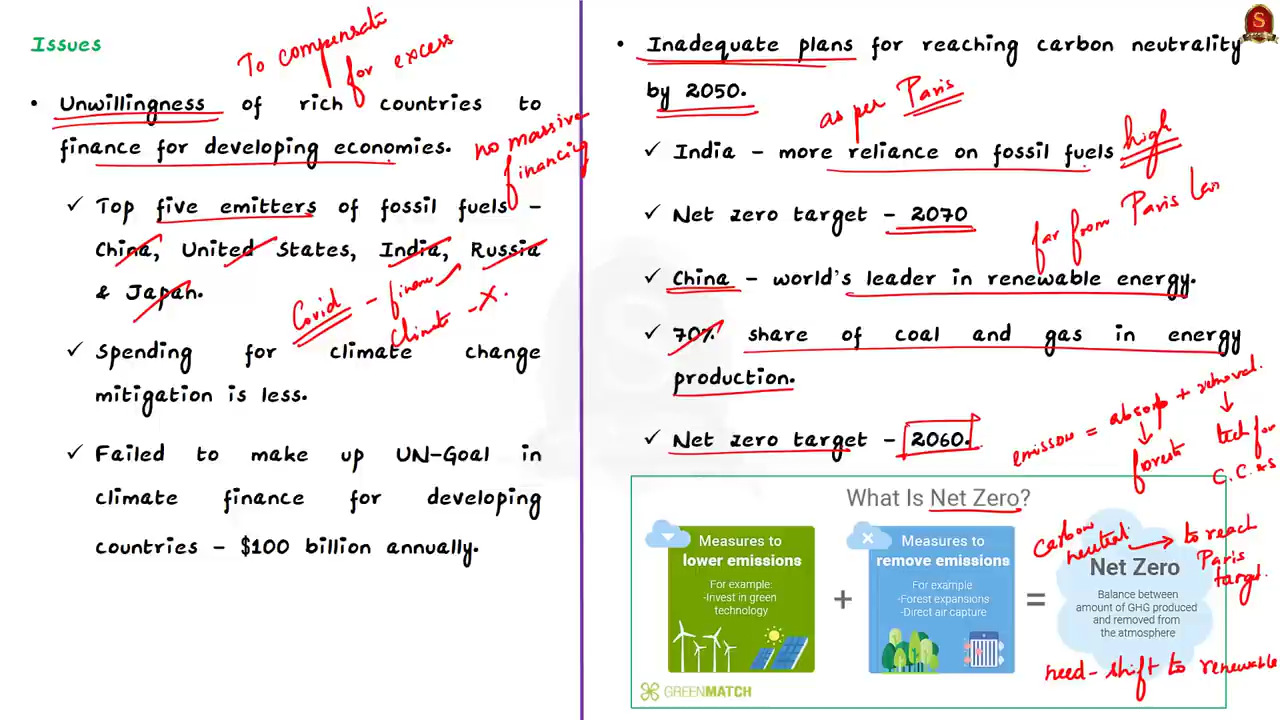 Issues
To compensate
for excess
• Unwillingness of rich countries to
finance for developing economies.
no massive
financing
✓ Top five emitters of fossil fuels –
China, United States, India, Russia
& Japan.
Covid – financ
climate – X.
✓ Spending for climate change
mitigation is less.
✓ Failed to make up UN-Goal in
climate finance for developing
countries – $100 billion annually.
S
• Inadequate plans for reaching carbon neutrality
by 2050.
as per Paris
✓ India – more reliance on fossil fuels
high
✓ Net zero target – 2070
far from Paris
✓ China – world's leader in renewable energy.
✓ 70% share of coal and gas in energy
production.
✓ Net zero target – 2060.
emisson = absorp + removal.
forests
tech for
C.C.&S
What Is Net Zero?
Measures to
lower emissions
For example:
-Invest in green
technology
+
Measures to
remove emissions
For example
-Forest expansions
-Direct air capture
=
carbon
neutral → to reach
Paris
target.
Net Zero
Balance between
amount of GHG produced
and removed from
the atmosphere
need – shift to renewable
GREENMATCH